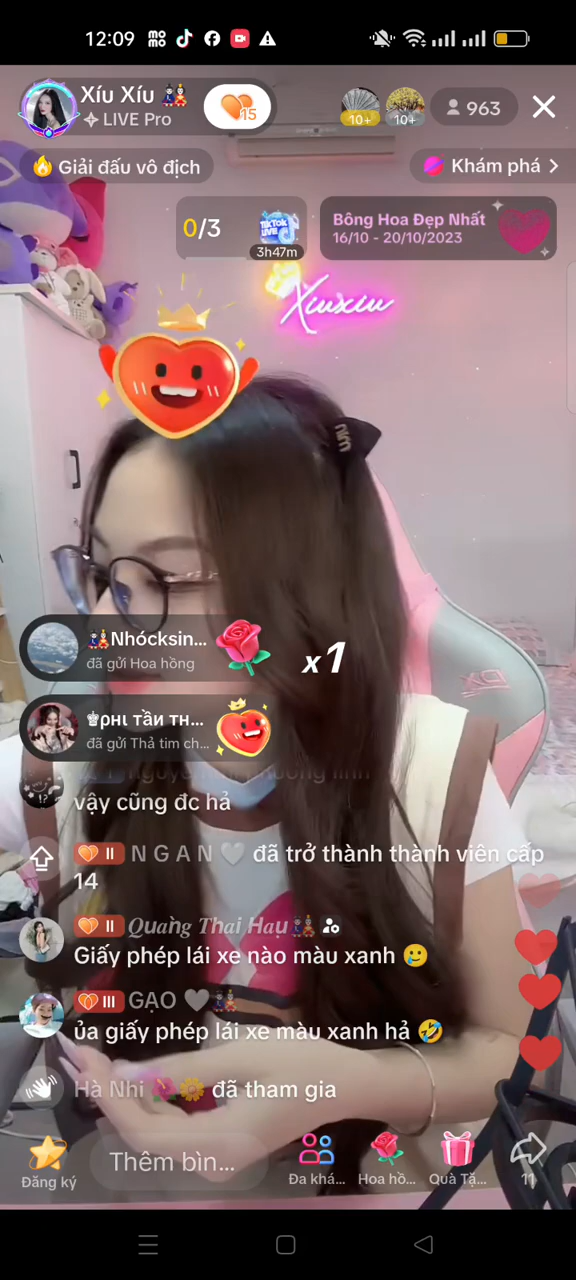 12:09
Xíu Xíu
LIVE Pro
15
10+
10+
963
Giải đấu vô địch
Khám phá
0/3
TikTok LIVE
3h47m
Bông Hoa Đẹp Nhất
16/10 - 20/10/2023
Xiuxiu
Nhócksin...
đã gửi Hoa hồng
x1
đã gửi Thả tim ch...
vậy cũng đc hả
II N G A N 🤍 đã trở thành thành viên cấp
14
II Quang Thai Hau
Giấy phép lái xe nào màu xanh 🥲
III GẠO 🤍
ủa giấy phép lái xe màu xanh hả 🤣
Hà Nhi 🌺🌼 đã tham gia
Đăng ký
Thêm bìn...
Đa khá...
Hoa hồ...
Quà Tặ...
11